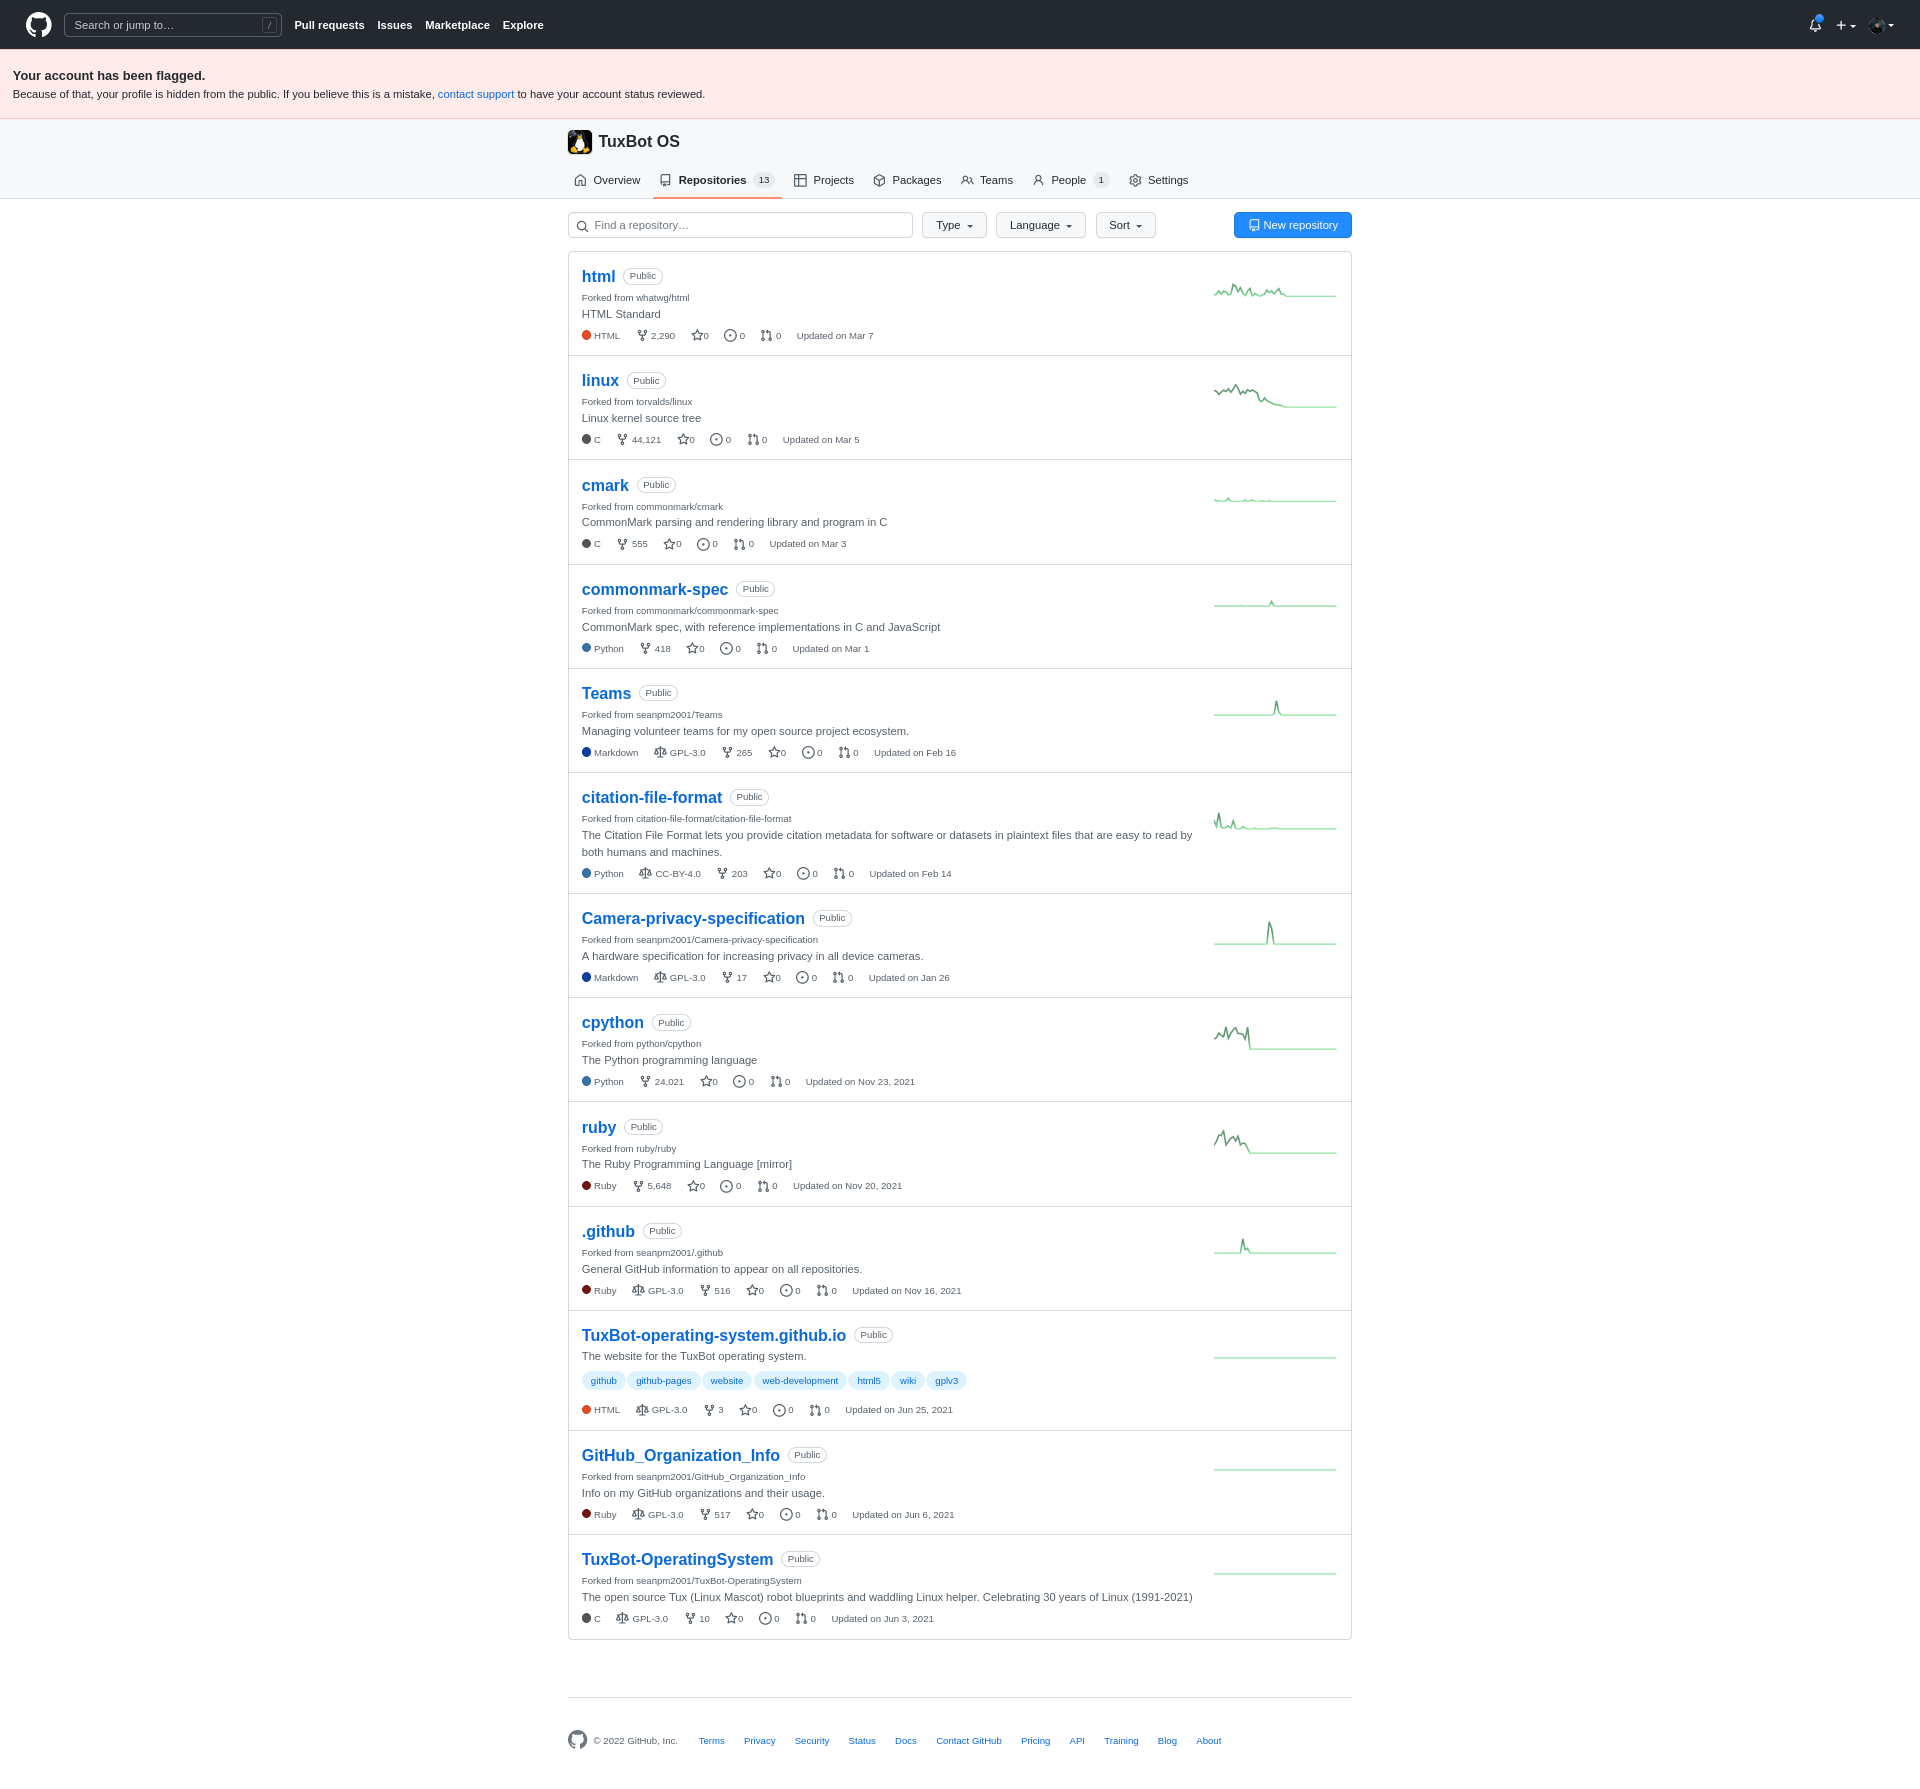 Search or jump to… /
Pull requests Issues Marketplace Explore
Your account has been flagged.
Because of that, your profile is hidden from the public. If you believe this is a mistake, contact support to have your account status reviewed.
TuxBot OS
Overview Repositories 13 Projects Packages Teams People 1 Settings
Find a repository… Type Language Sort New repository
html Public
Forked from whatwg/html
HTML Standard
HTML 2,290 0 0 0 Updated on Mar 7
linux Public
Forked from torvalds/linux
Linux kernel source tree
C 44,121 0 0 0 Updated on Mar 5
cmark Public
Forked from commonmark/cmark
CommonMark parsing and rendering library and program in C
C 555 0 0 0 Updated on Mar 3
commonmark-spec Public
Forked from commonmark/commonmark-spec
CommonMark spec, with reference implementations in C and JavaScript
Python 418 0 0 0 Updated on Mar 1
Teams Public
Forked from seanpm2001/Teams
Managing volunteer teams for my open source project ecosystem.
Markdown GPL-3.0 265 0 0 0 Updated on Feb 16
citation-file-format Public
Forked from citation-file-format/citation-file-format
The Citation File Format lets you provide citation metadata for software or datasets in plaintext files that are easy to read by
both humans and machines.
Python CC-BY-4.0 203 0 0 0 Updated on Feb 14
Camera-privacy-specification Public
Forked from seanpm2001/Camera-privacy-specification
A hardware specification for increasing privacy in all device cameras.
Markdown GPL-3.0 17 0 0 0 Updated on Jan 26
cpython Public
Forked from python/cpython
The Python programming language
Python 24,021 0 0 0 Updated on Nov 23, 2021
ruby Public
Forked from ruby/ruby
The Ruby Programming Language [mirror]
Ruby 5,648 0 0 0 Updated on Nov 20, 2021
.github Public
Forked from seanpm2001/.github
General GitHub information to appear on all repositories.
Ruby GPL-3.0 516 0 0 0 Updated on Nov 16, 2021
TuxBot-operating-system.github.io Public
The website for the TuxBot operating system.
github github-pages website web-development html5 wiki gplv3
HTML GPL-3.0 3 0 0 0 Updated on Jun 25, 2021
GitHub_Organization_Info Public
Forked from seanpm2001/GitHub_Organization_Info
Info on my GitHub organizations and their usage.
Ruby GPL-3.0 517 0 0 0 Updated on Jun 6, 2021
TuxBot-OperatingSystem Public
Forked from seanpm2001/TuxBot-OperatingSystem
The open source Tux (Linux Mascot) robot blueprints and waddling Linux helper. Celebrating 30 years of Linux (1991-2021)
C GPL-3.0 10 0 0 0 Updated on Jun 3, 2021
© 2022 GitHub, Inc. Terms Privacy Security Status Docs Contact GitHub Pricing API Training Blog About